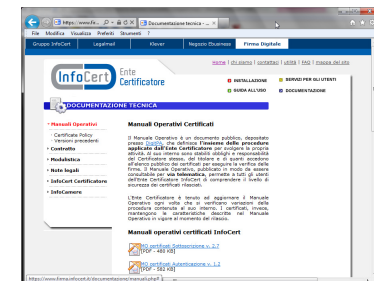 https://www.fir...
Documentazione tecnica - ...
File Modifica Visualizza Preferiti Strumenti ?
Gruppo InfoCert Legalmail Klever Negozio Ebusiness Firma Digitale
Home | chi siamo | contattaci | utilità | FAQ | mappa del sito
InfoCert
Ente
Certificatore
INSTALLAZIONE SERVIZI PER GLI UTENTI
GUIDA ALL'USO DOCUMENTAZIONE
DOCUMENTAZIONE TECNICA
Manuali Operativi
- Certificate Policy
- Versioni precedenti
Contratto
Modulistica
Note legali
InfoCert Certificatore
InfoCamere
Manuali Operativi Certificati
Il Manuale Operativo è un documento pubblico, depositato
presso DigitPA, che definisce l'insieme delle procedure
applicate dall'Ente Certificatore per svolgere la propria
attività. Al suo interno sono stabiliti obblighi e responsabilità
del Certificatore stesso, del titolare e di quanti accedono
all'elenco pubblico dei certificati per eseguire la verifica delle
firme. Il Manuale Operativo, pubblicato in modo da essere
consultabile per via telematica, permette a tutti gli utenti
dell'Ente Certificatore InfoCert di comprendere il livello di
sicurezza dei certificati rilasciati.
L'Ente Certificatore è tenuto ad aggiornare il Manuale
Operativo ogni volta che si verificano variazioni della
procedura contenuta al suo interno. I certificati, invece,
mantengono le caratteristiche descritte nel Manuale
Operativo in vigore al momento del rilascio.
Manuali operativi certificati InfoCert
MO certificati Sottoscrizione v. 2.7
[PDF - 480 KB]
MO certificati Autenticazione v. 1.2
[PDF - 582 KB]
https://www.firma.infocert.it/documentazione/manuali.php#